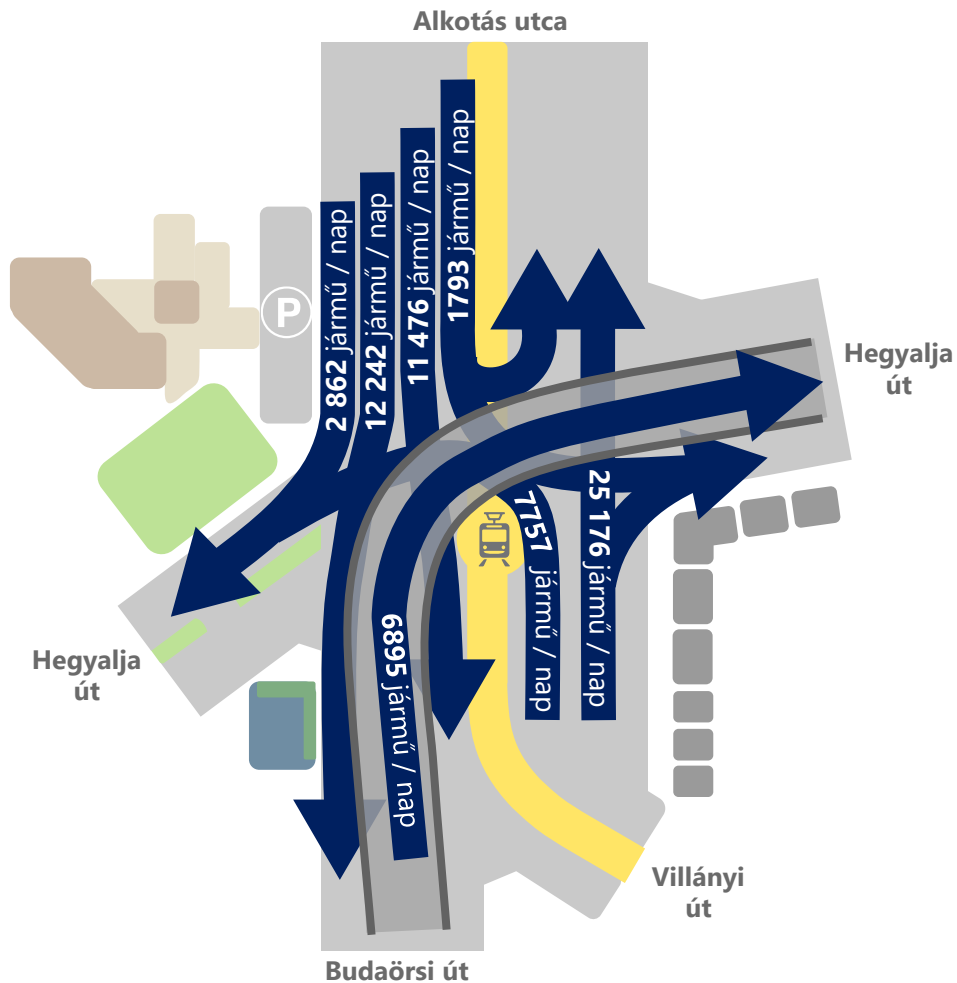 Alkotás utca
1793 jármű / nap
11 476 jármű / nap
12 242 jármű / nap
2 862 jármű / nap
P
Hegyalja
út
7757 jármű / nap
25 176 jármű / nap
6895 jármű / nap
Hegyalja
út
Villányi
út
Budaörsi út